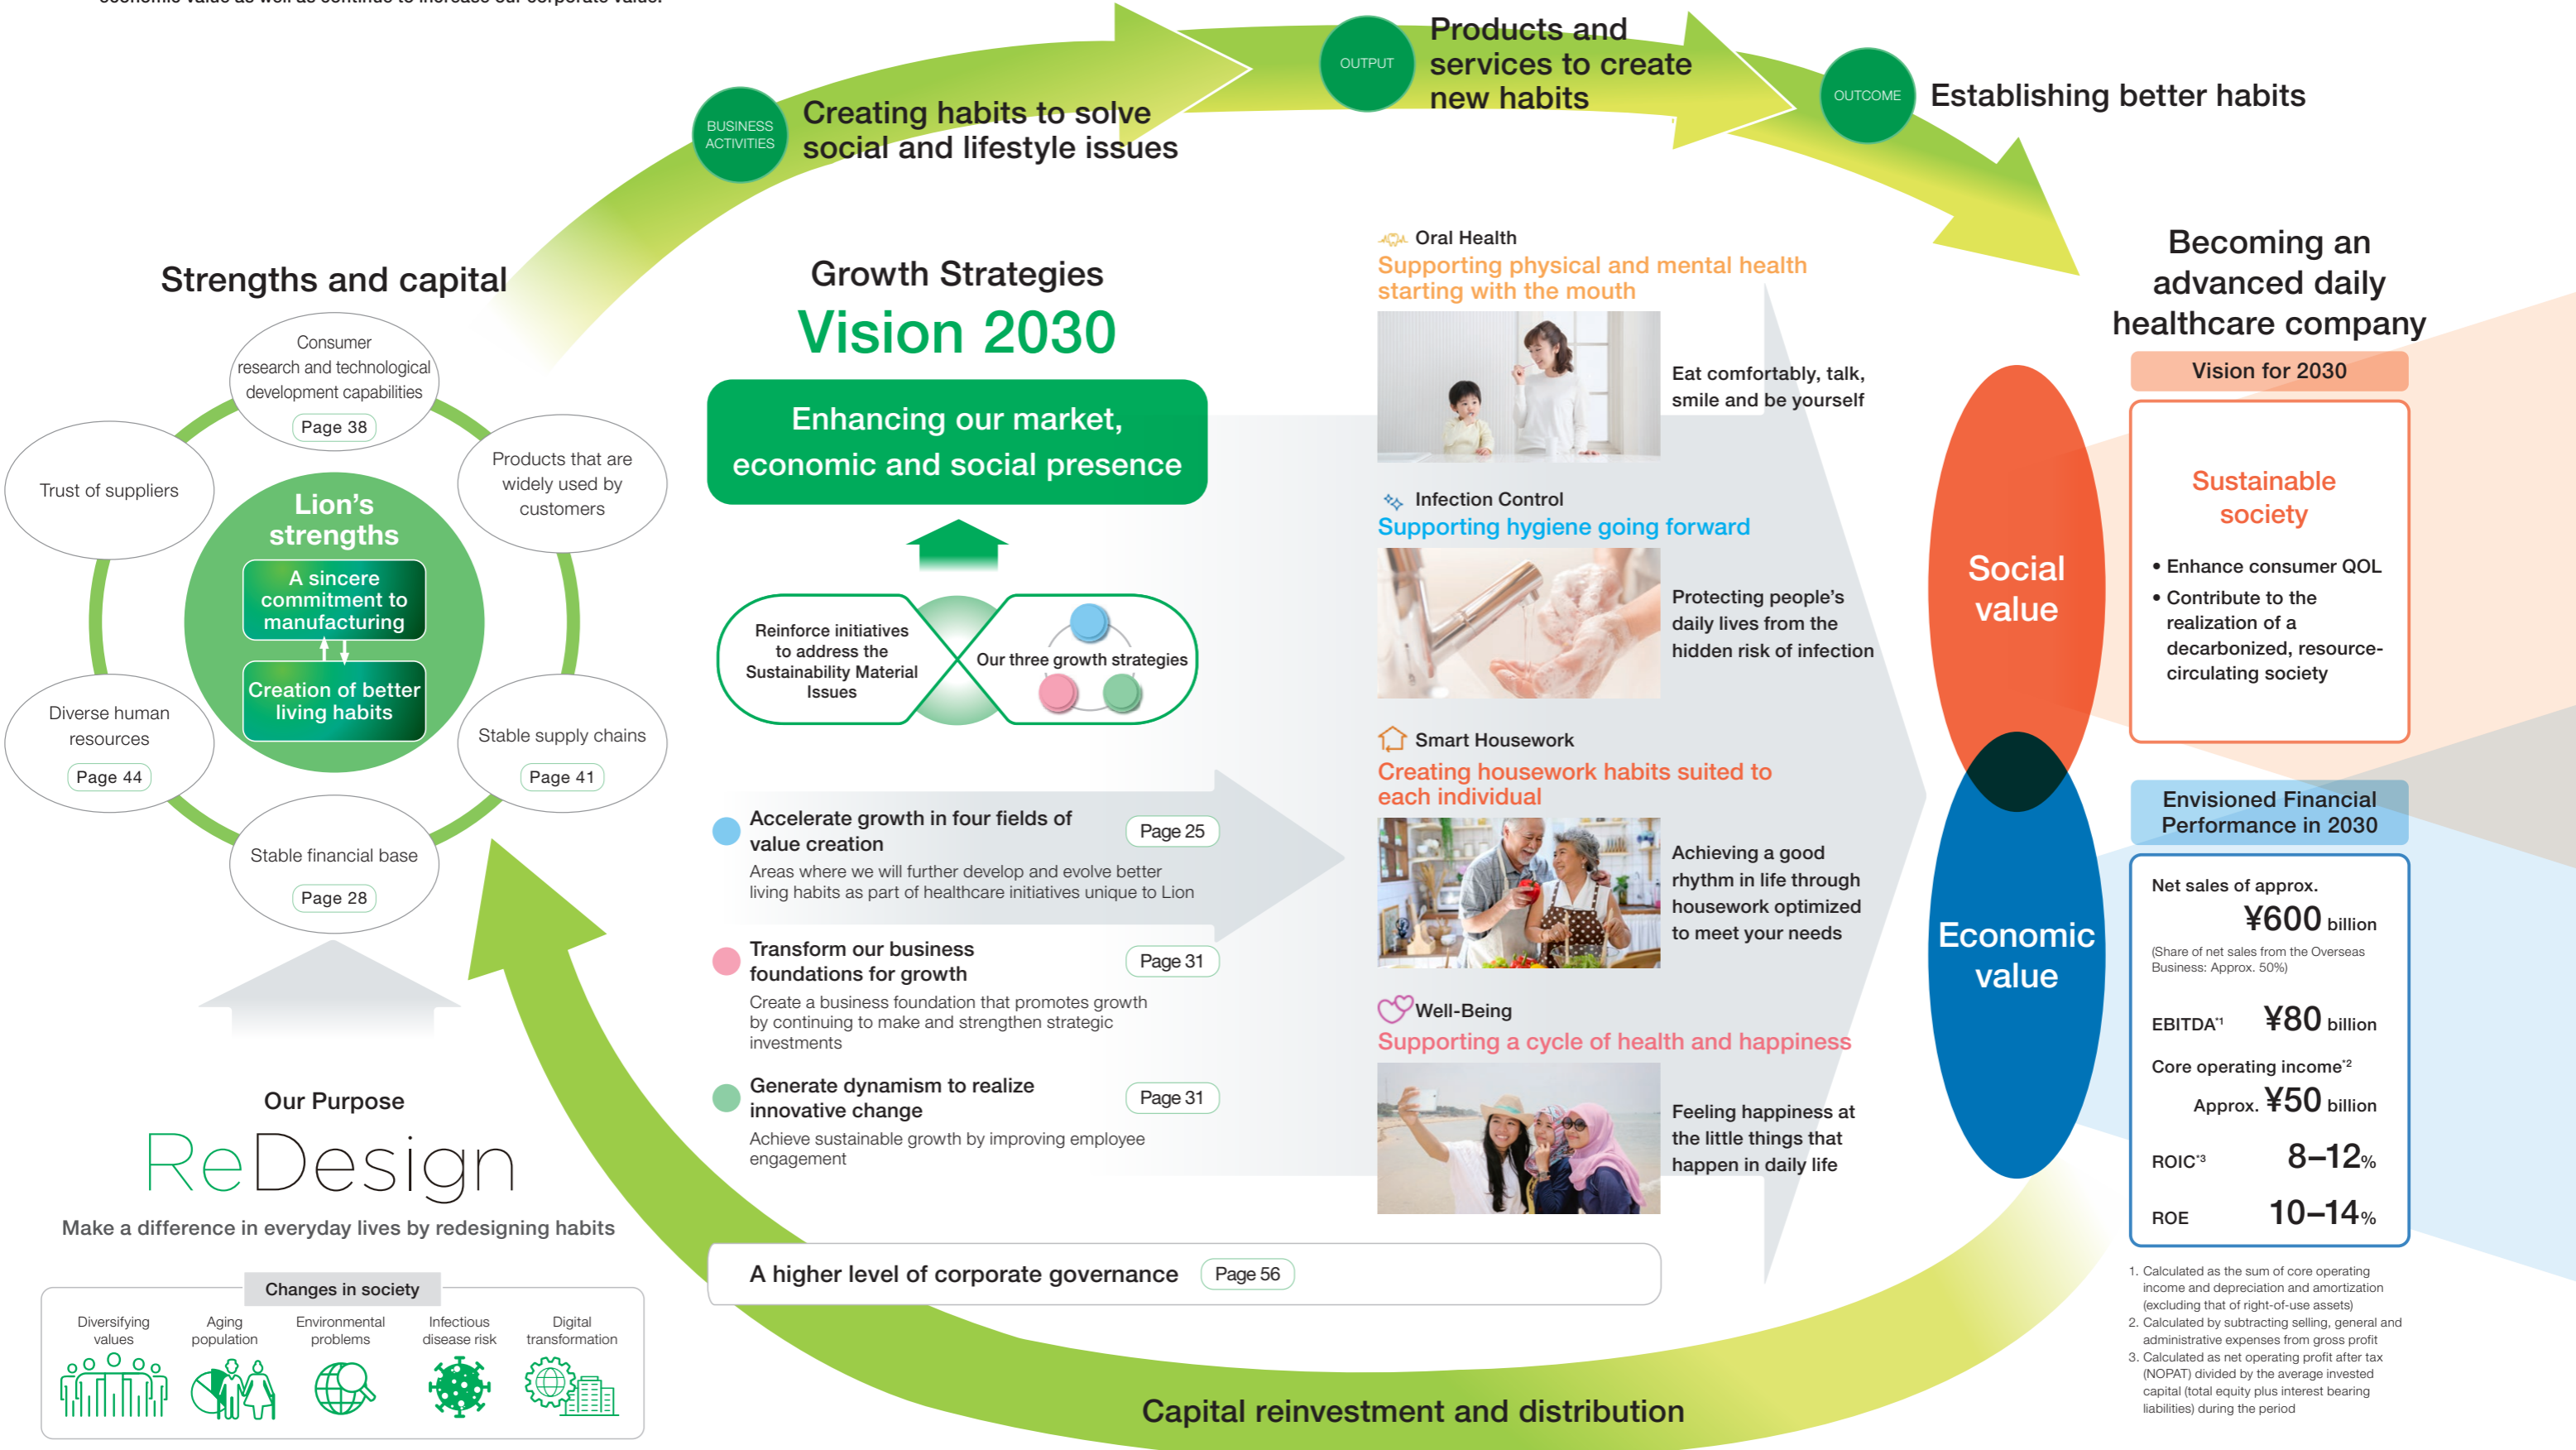 economic value as well as continue to increase our corporate value.
BUSINESS
ACTIVITIES
Creating habits to solve
social and lifestyle issues
OUTPUT
Products and
services to create
new habits
OUTCOME
Establishing better habits
Strengths and capital
Consumer
research and technological
development capabilities
Page 38
Trust of suppliers
Products that are
widely used by
customers
Lion's
strengths
A sincere
commitment to
manufacturing
Creation of better
living habits
Diverse human
resources
Page 44
Stable supply chains
Page 41
Stable financial base
Page 28
Our Purpose
ReDesign
Make a difference in everyday lives by redesigning habits
Changes in society
Diversifying
values
Aging
population
Environmental
problems
Infectious
disease risk
Digital
transformation
Growth Strategies
Vision 2030
Enhancing our market,
economic and social presence
Reinforce initiatives
to address the
Sustainability Material
Issues
Our three growth strategies
Accelerate growth in four fields of
value creation
Page 25
Areas where we will further develop and evolve better
living habits as part of healthcare initiatives unique to Lion
Transform our business
foundations for growth
Page 31
Create a business foundation that promotes growth
by continuing to make and strengthen strategic
investments
Generate dynamism to realize
innovative change
Page 31
Achieve sustainable growth by improving employee
engagement
A higher level of corporate governance
Page 56
Oral Health
Supporting physical and mental health
starting with the mouth
Eat comfortably, talk,
smile and be yourself
Infection Control
Supporting hygiene going forward
Protecting people's
daily lives from the
hidden risk of infection
Smart Housework
Creating housework habits suited to
each individual
Achieving a good
rhythm in life through
housework optimized
to meet your needs
Well-Being
Supporting a cycle of health and happiness
Feeling happiness at
the little things that
happen in daily life
Social
value
Economic
value
Becoming an
advanced daily
healthcare company
Vision for 2030
Sustainable
society
• Enhance consumer QOL
• Contribute to the
realization of a
decarbonized, resource-
circulating society
Envisioned Financial
Performance in 2030
Net sales of approx.
¥600 billion
(Share of net sales from the Overseas
Business: Approx. 50%)
EBITDA*1 ¥80 billion
Core operating income*2
Approx. ¥50 billion
ROIC*3 8–12%
ROE 10–14%
1. Calculated as the sum of core operating
income and depreciation and amortization
(excluding that of right-of-use assets)
2. Calculated by subtracting selling, general and
administrative expenses from gross profit
3. Calculated as net operating profit after tax
(NOPAT) divided by the average invested
capital (total equity plus interest bearing
liabilities) during the period
Capital reinvestment and distribution